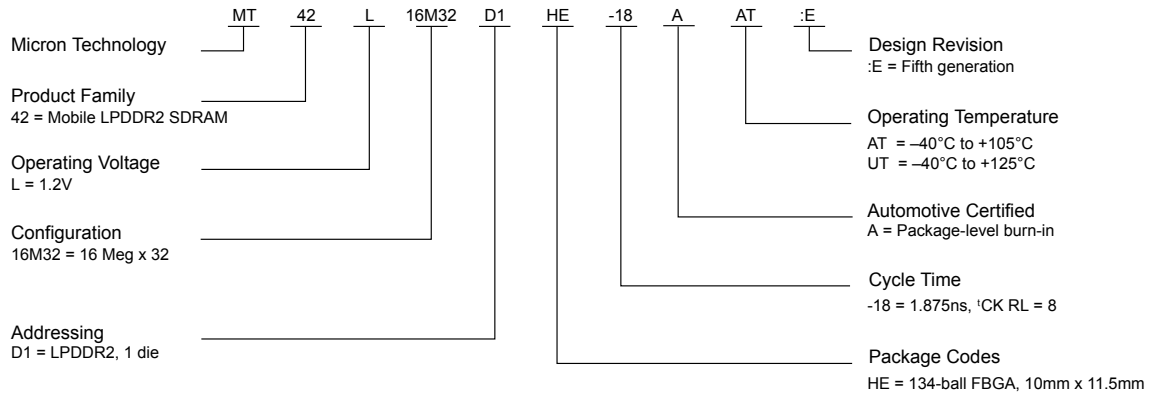 MT 42 L 16M32 D1 HE -18 A AT :E
Micron Technology
Product Family
42 = Mobile LPDDR2 SDRAM
Operating Voltage
L = 1.2V
Configuration
16M32 = 16 Meg x 32
Addressing
D1 = LPDDR2, 1 die
Design Revision
:E = Fifth generation
Operating Temperature
AT = –40°C to +105°C
UT = –40°C to +125°C
Automotive Certified
A = Package-level burn-in
Cycle Time
-18 = 1.875ns, ᵗCK RL = 8
Package Codes
HE = 134-ball FBGA, 10mm x 11.5mm